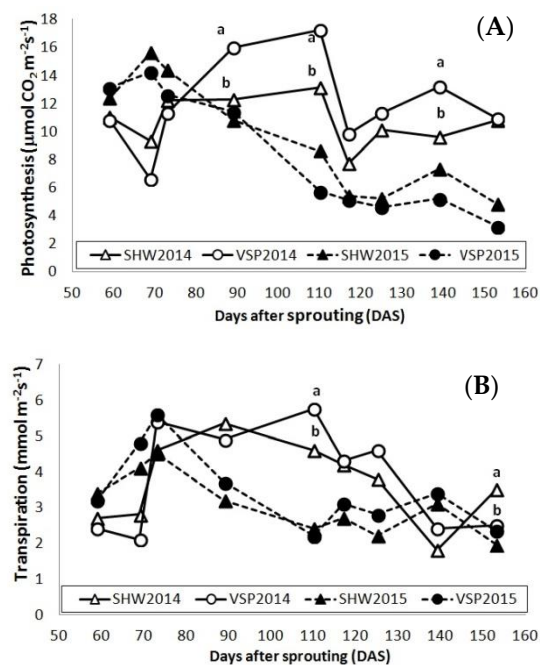 (A)
Photosynthesis (µmol CO₂ m⁻²s⁻¹)
18
16
14
12
10
8
6
4
2
0
a
a
a
b
b
b
SHW2014 VSP2014 SHW2015 VSP2015
50 60 70 80 90 100 110 120 130 140 150 160
Days after sprouting (DAS)
(B)
Transpiration (mmol m⁻²s⁻¹)
7
6
5
4
3
2
1
0
a
b
a
b
SHW2014 VSP2014 SHW2015 VSP2015
50 60 70 80 90 100 110 120 130 140 150 160
Days after sprouting (DAS)